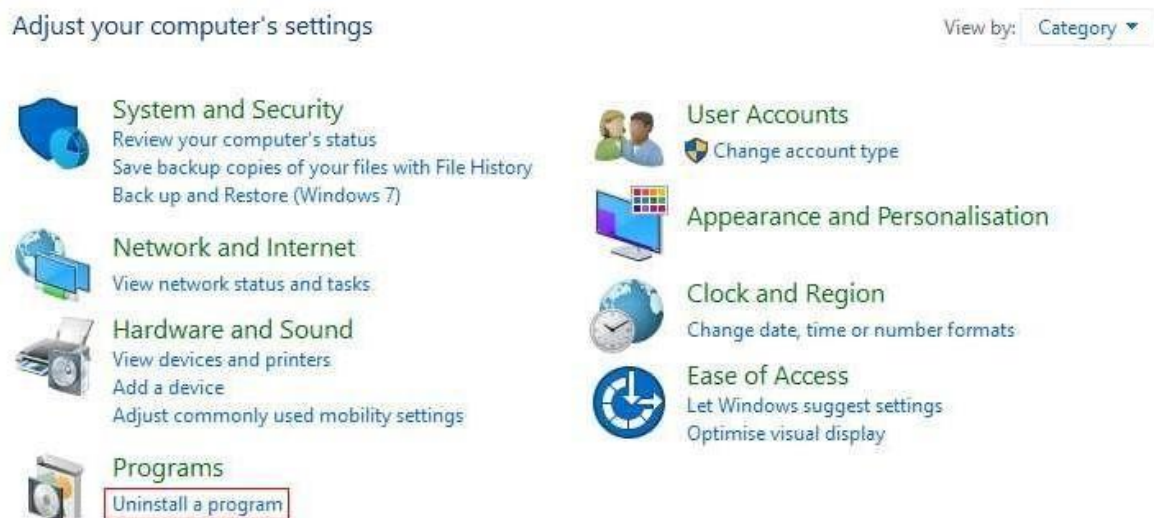 Adjust your computer's settings
View by: Category
System and Security
Review your computer's status
Save backup copies of your files with File History
Back up and Restore (Windows 7)
Network and Internet
View network status and tasks
Hardware and Sound
View devices and printers
Add a device
Adjust commonly used mobility settings
Programs
Uninstall a program
User Accounts
Change account type
Appearance and Personalisation
Clock and Region
Change date, time or number formats
Ease of Access
Let Windows suggest settings
Optimise visual display